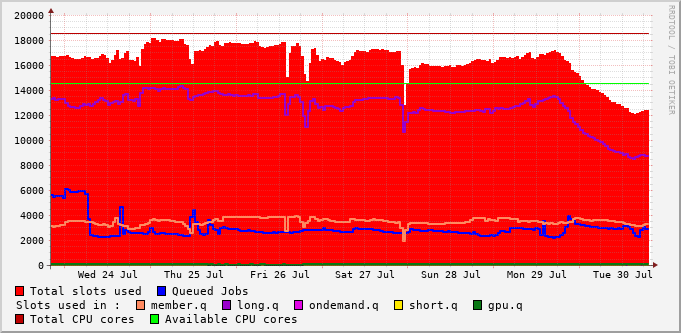 20000
18000
16000
14000
12000
10000
8000
6000
4000
2000
0
Wed 24 Jul Thu 25 Jul Fri 26 Jul Sat 27 Jul Sun 28 Jul Mon 29 Jul Tue 30 Jul
RRDTOOL / TOBI OETIKER
Total slots used Queued Jobs
Slots used in : member.q long.q ondemand.q short.q gpu.q
Total CPU cores Available CPU cores